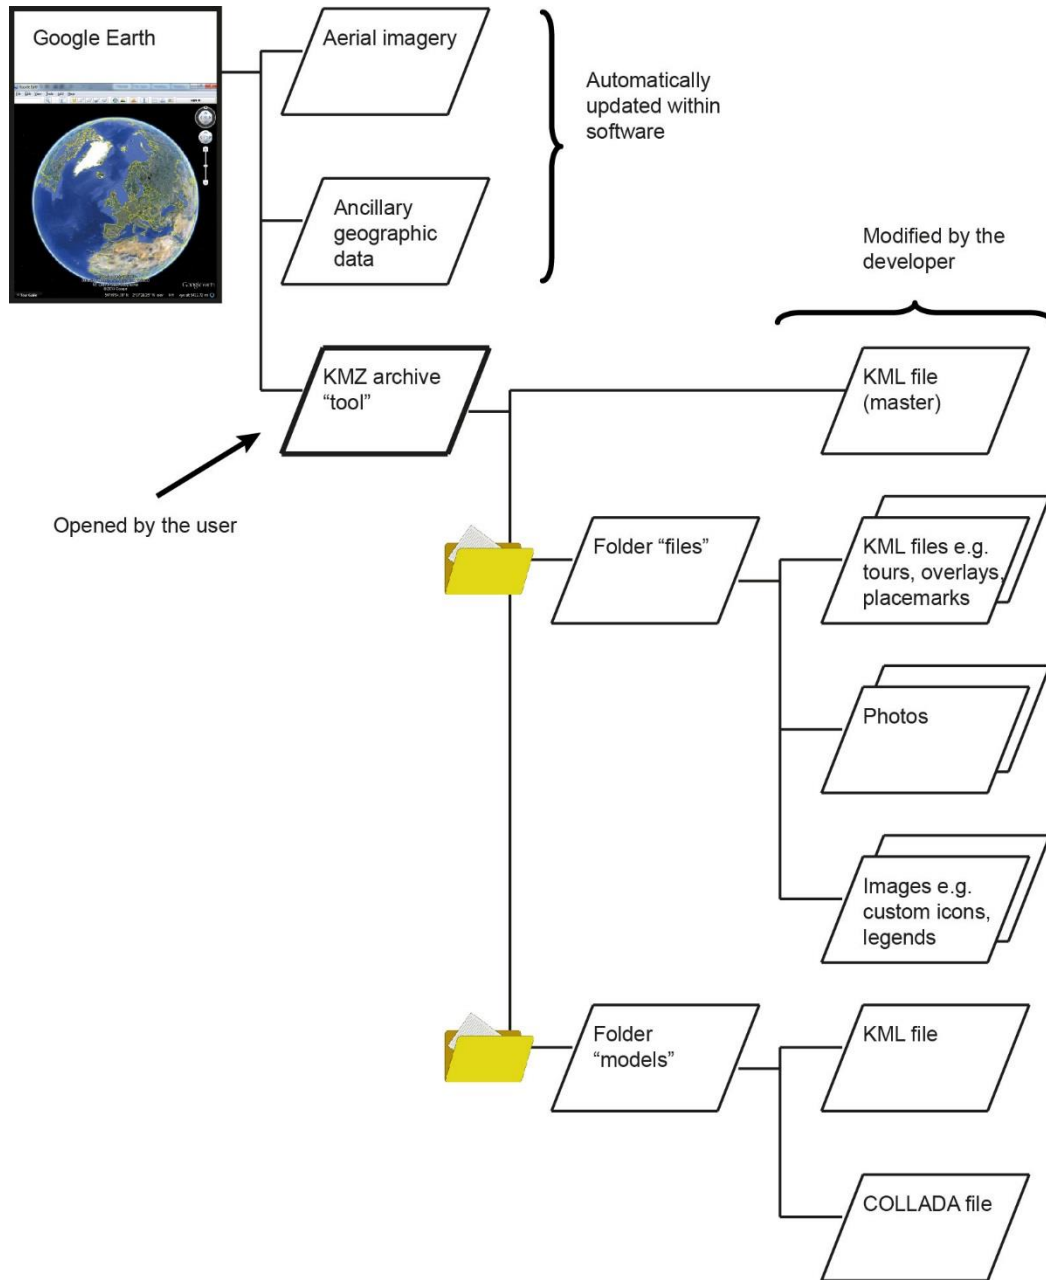 Google Earth
Aerial imagery
Automatically
updated within
software
Ancillary
geographic
data
Modified by the
developer
KMZ archive
“tool”
KML file
(master)
Opened by the user
Folder “files”
KML files e.g.
tours, overlays,
placemarks
Photos
Images e.g.
custom icons,
legends
Folder
“models”
KML file
COLLADA file